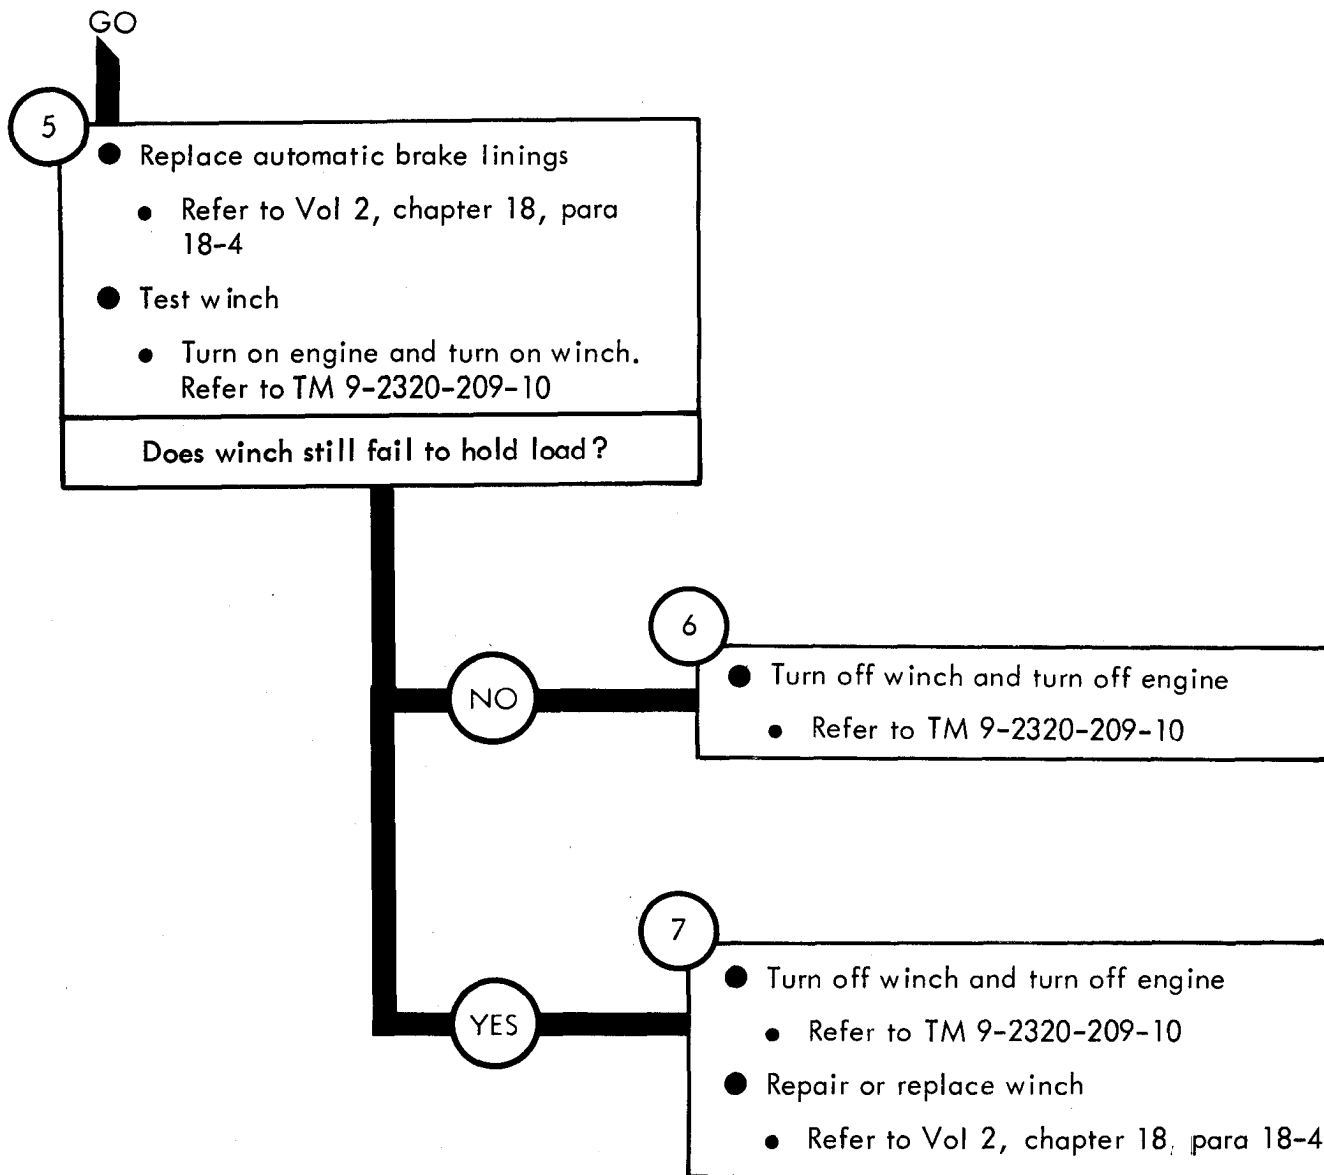 GO
5
● Replace automatic brake linings
● Refer to Vol 2, chapter 18, para
18-4
● Test winch
● Turn on engine and turn on winch.
Refer to TM 9-2320-209-10
Does winch still fail to hold load?
6
NO
● Turn off winch and turn off engine
● Refer to TM 9-2320-209-10
7
YES
● Turn off winch and turn off engine
● Refer to TM 9-2320-209-10
● Repair or replace winch
● Refer to Vol 2, chapter 18, para 18-4